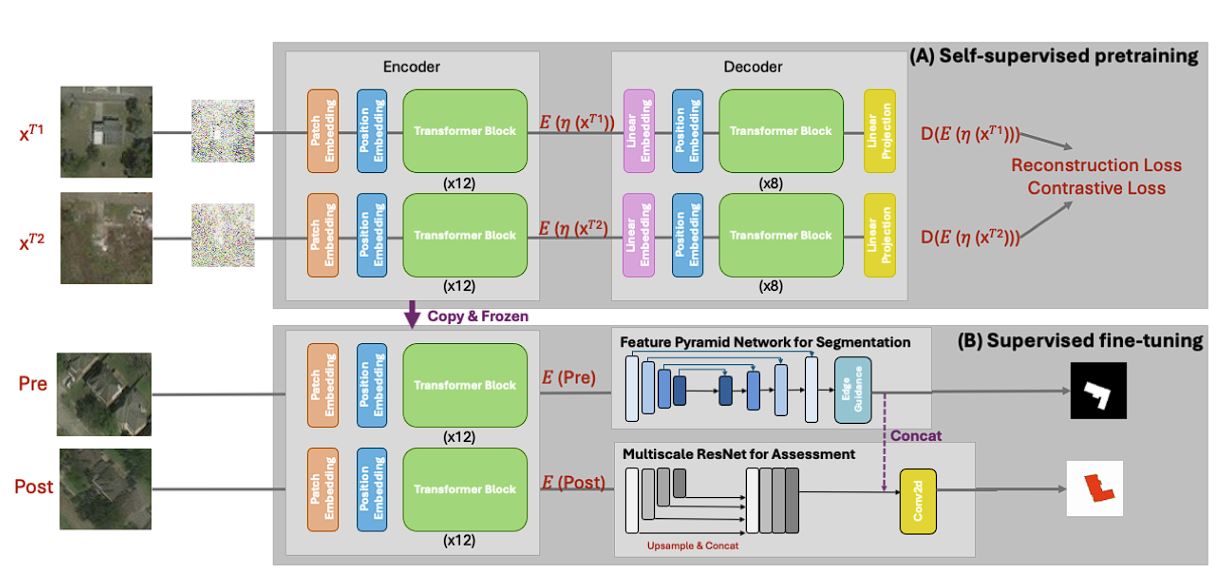 (A) Self-supervised pretraining
Encoder
Decoder
x^T1
Patch Embedding
Position Embedding
Transformer Block
(x12)
E (η (x^T1))
Linear Embedding
Position Embedding
Transformer Block
(x8)
Linear Projection
D(E (η (x^T1)))
Reconstruction Loss
Contrastive Loss
x^T2
Patch Embedding
Position Embedding
Transformer Block
(x12)
E (η (x^T2)
Linear Embedding
Position Embedding
Transformer Block
(x8)
Linear Projection
D(E (η (x^T2)))
Copy & Frozen
(B) Supervised fine-tuning
Pre
Patch Embedding
Position Embedding
Transformer Block
(x12)
E (Pre)
Feature Pyramid Network for Segmentation
Edge Guidance
Concat
Post
Patch Embedding
Position Embedding
Transformer Block
(x12)
E (Post)
Multiscale ResNet for Assessment
Upsample & Concat
Conv2d